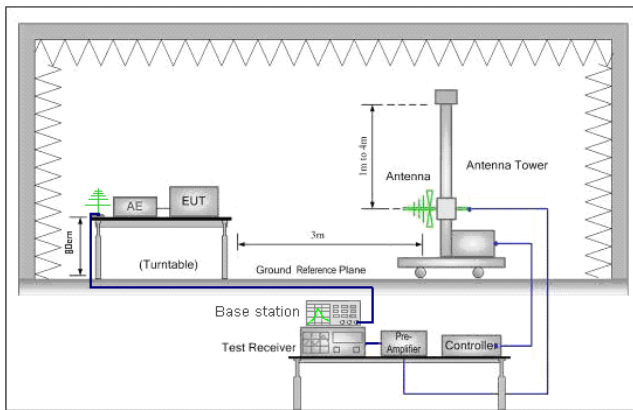 1m to 4m
Antenna
Antenna Tower
AE
EUT
80cm
3m
(Turntable)
Ground Reference Plane
Base station
Test Receiver
Pre-
Amplifier
Controller